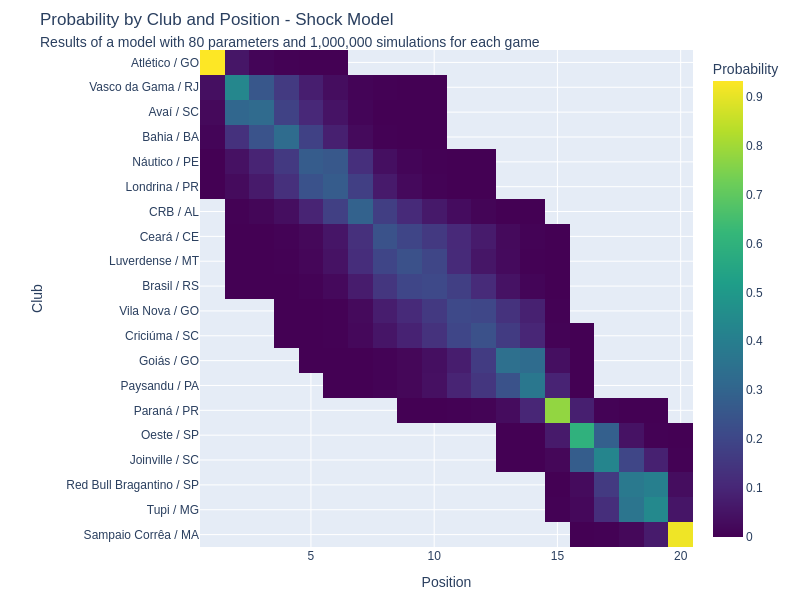 Probability by Club and Position - Shock Model
Results of a model with 80 parameters and 1,000,000 simulations for each game
Probability
Atlético / GO
Vasco da Gama / RJ
Avaí / SC
Bahia / BA
Náutico / PE
Londrina / PR
CRB / AL
Ceará / CE
Luverdense / MT
Brasil / RS
Vila Nova / GO
Criciúma / SC
Goiás / GO
Paysandu / PA
Paraná / PR
Oeste / SP
Joinville / SC
Red Bull Bragantino / SP
Tupi / MG
Sampaio Corrêa / MA
Club
5
10
15
20
Position
0.9
0.8
0.7
0.6
0.5
0.4
0.3
0.2
0.1
0